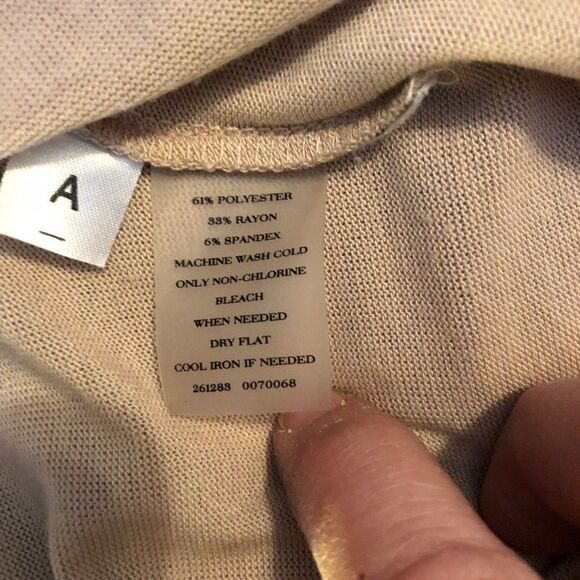 A
61% POLYESTER
33% RAYON
6% SPANDEX
MACHINE WASH COLD
ONLY NON-CHLORINE
BLEACH
WHEN NEEDED
DRY FLAT
COOL IRON IF NEEDED
261283 0070068